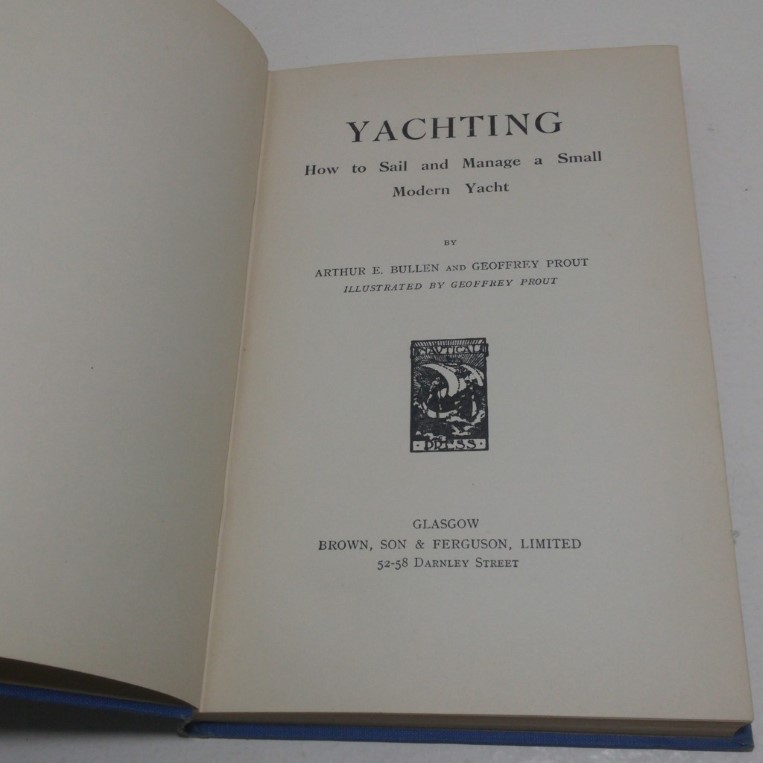 YACHTING
How to Sail and Manage a Small
Modern Yacht
BY
ARTHUR E. BULLEN AND GEOFFREY PROUT
ILLUSTRATED BY GEOFFREY PROUT
NAUTICAL
PRESS
GLASGOW
BROWN, SON & FERGUSON, LIMITED
52-58 DARNLEY STREET